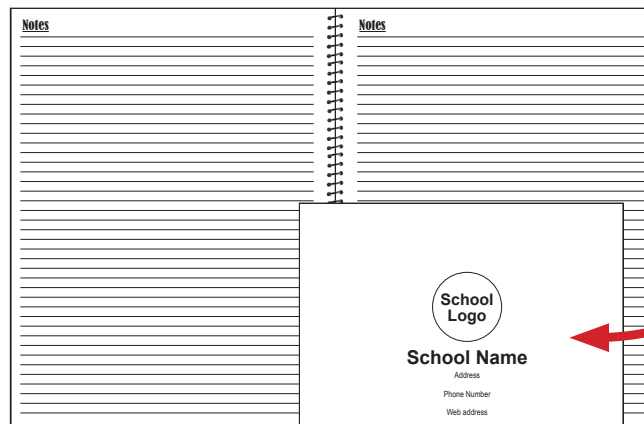 Notes
Notes
School
Logo
School Name
Address
Phone Number
Web address